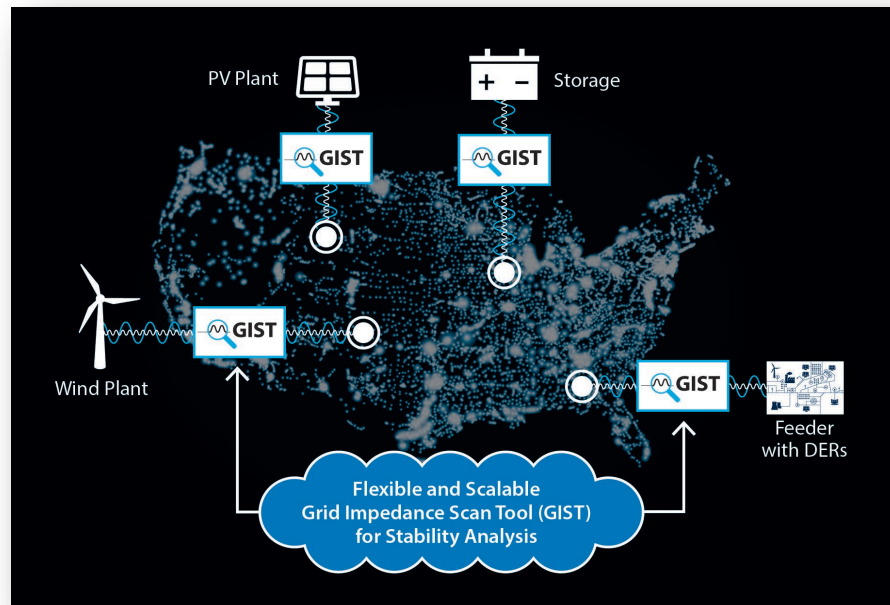 PV Plant
Storage
GIST
GIST
GIST
Wind Plant
GIST
Feeder
with DERs
Flexible and Scalable
Grid Impedance Scan Tool (GIST)
for Stability Analysis